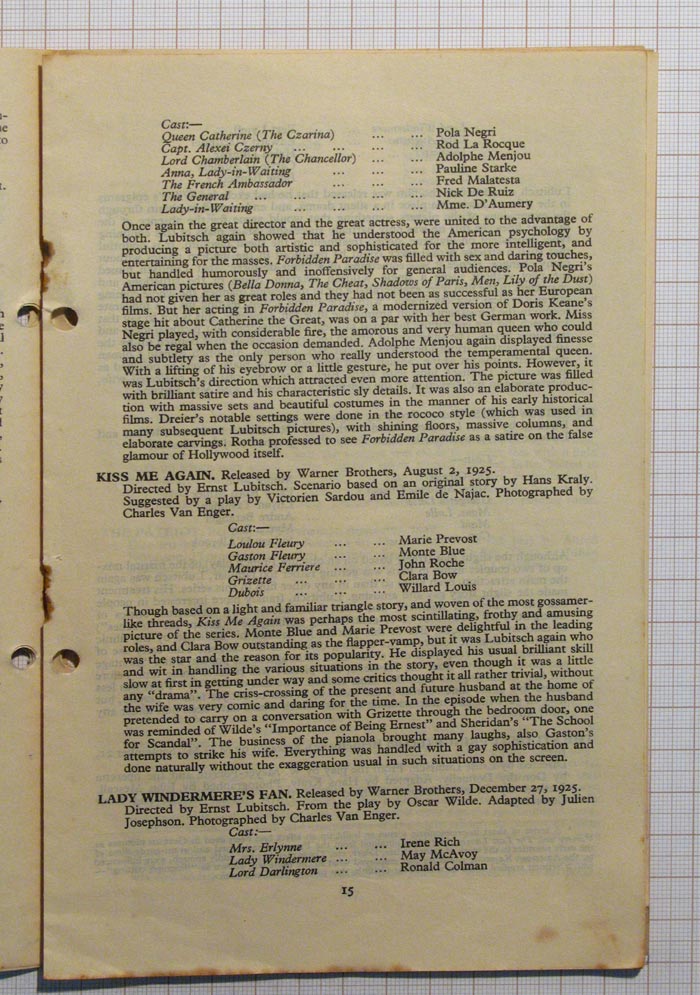 Cast:—
Queen Catherine (The Czarina) ... ... Pola Negri
Capt. Alexei Czerny ... ... ... ... Rod La Rocque
Lord Chamberlain (The Chancellor) ... ... Adolphe Menjou
Anna, Lady-in-Waiting ... ... ... Pauline Starke
The French Ambassador ... ... ... Fred Malatesta
The General ... ... ... ... ... Nick De Ruiz
Lady-in-Waiting ... ... ... ... Mme. D'Aumery
Once again the great director and the great actress, were united to the advantage of
both. Lubitsch again showed that he understood the American psychology by
producing a picture both artistic and sophisticated for the more intelligent, and
entertaining for the masses. Forbidden Paradise was filled with sex and daring touches,
but handled humorously and inoffensively for general audiences. Pola Negri's
American pictures (Bella Donna, The Cheat, Shadows of Paris, Men, Lily of the Dust)
had not given her as great roles and they had not been as successful as her European
films. But her acting in Forbidden Paradise, a modernized version of Doris Keane's
stage hit about Catherine the Great, was on a par with her best German work. Miss
Negri played, with considerable fire, the amorous and very human queen who could
also be regal when the occasion demanded. Adolphe Menjou again displayed finesse
and subtlety as the only person who really understood the temperamental queen.
With a lifting of his eyebrow or a little gesture, he put over his points. However, it
was Lubitsch's direction which attracted even more attention. The picture was filled
with brilliant satire and his characteristic sly details. It was also an elaborate produc-
tion with massive sets and beautiful costumes in the manner of his early historical
films. Dreier's notable settings were done in the rococo style (which was used in
many subsequent Lubitsch pictures), with shining floors, massive columns, and
elaborate carvings. Rotha professed to see Forbidden Paradise as a satire on the false
glamour of Hollywood itself.
KISS ME AGAIN. Released by Warner Brothers, August 2, 1925.
Directed by Ernst Lubitsch. Scenario based on an original story by Hans Kraly.
Suggested by a play by Victorien Sardou and Emile de Najac. Photographed by
Charles Van Enger.
Cast:—
Loulou Fleury ... ... Marie Prevost
Gaston Fleury ... ... Monte Blue
Maurice Ferriere ... ... John Roche
Grizette ... ... ... Clara Bow
Dubois ... ... ... Willard Louis
Though based on a light and familiar triangle story, and woven of the most gossamer-
like threads, Kiss Me Again was perhaps the most scintillating, frothy and amusing
picture of the series. Monte Blue and Marie Prevost were delightful in the leading
roles, and Clara Bow outstanding as the flapper-vamp, but it was Lubitsch again who
was the star and the reason for its popularity. He displayed his usual brilliant skill
and wit in handling the various situations in the story, even though it was a little
slow at first in getting under way and some critics thought it all rather trivial, without
any "drama". The criss-crossing of the present and future husband at the home of
the wife was very comic and daring for the time. In the episode when the husband
pretended to carry on a conversation with Grizette through the bedroom door, one
was reminded of Wilde's "Importance of Being Ernest" and Sheridan's "The School
for Scandal". The business of the pianola brought many laughs, also Gaston's
attempts to strike his wife. Everything was handled with a gay sophistication and
done naturally without the exaggeration usual in such situations on the screen.
LADY WINDERMERE'S FAN. Released by Warner Brothers, December 27, 1925.
Directed by Ernst Lubitsch. From the play by Oscar Wilde. Adapted by Julien
Josephson. Photographed by Charles Van Enger.
Cast:—
Mrs. Erlynne ... ... Irene Rich
Lady Windermere ... ... May McAvoy
Lord Darlington ... ... Ronald Colman
15